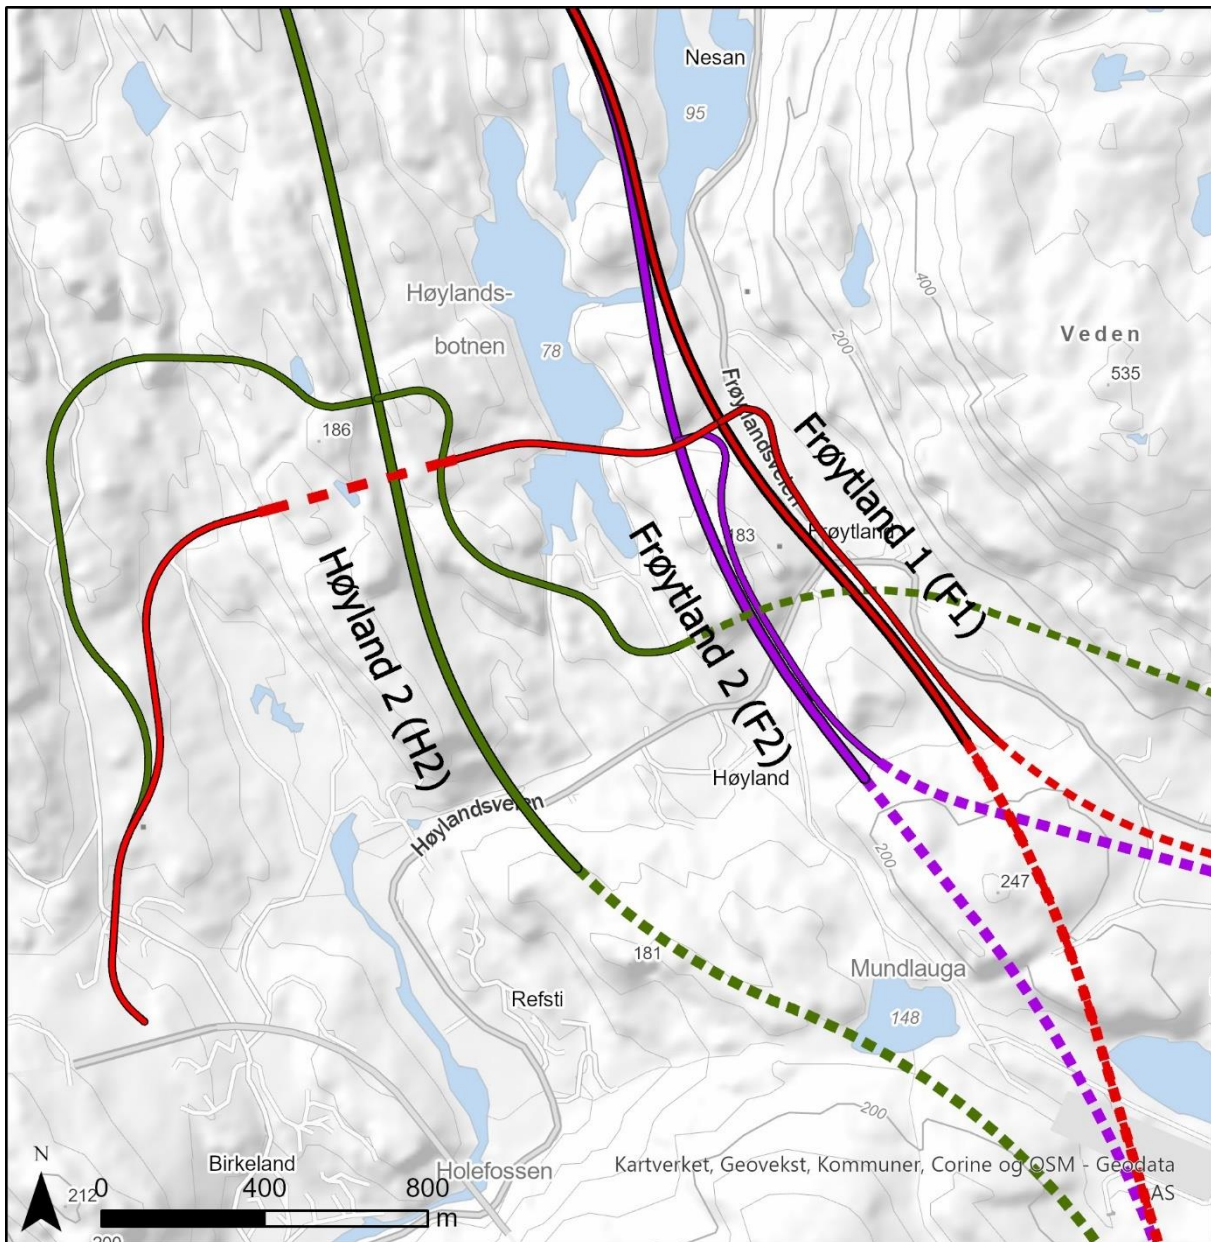 Nesan
95
Høylands-
botnen
78
400
200
Veden
535
Frøytlandsveien
186
Frøytland 1 (F1)
Frøytland
183
Frøytland 2 (F2)
Høyland 2 (H2)
Høyland
Høylandsveien
200
247
181
Mundlauga
148
Refsti
200
Birkeland
Holefossen
Kartverket, Geovekst, Kommuner, Corine og OSM - Geodata
AS
N
212
0 400 800
m